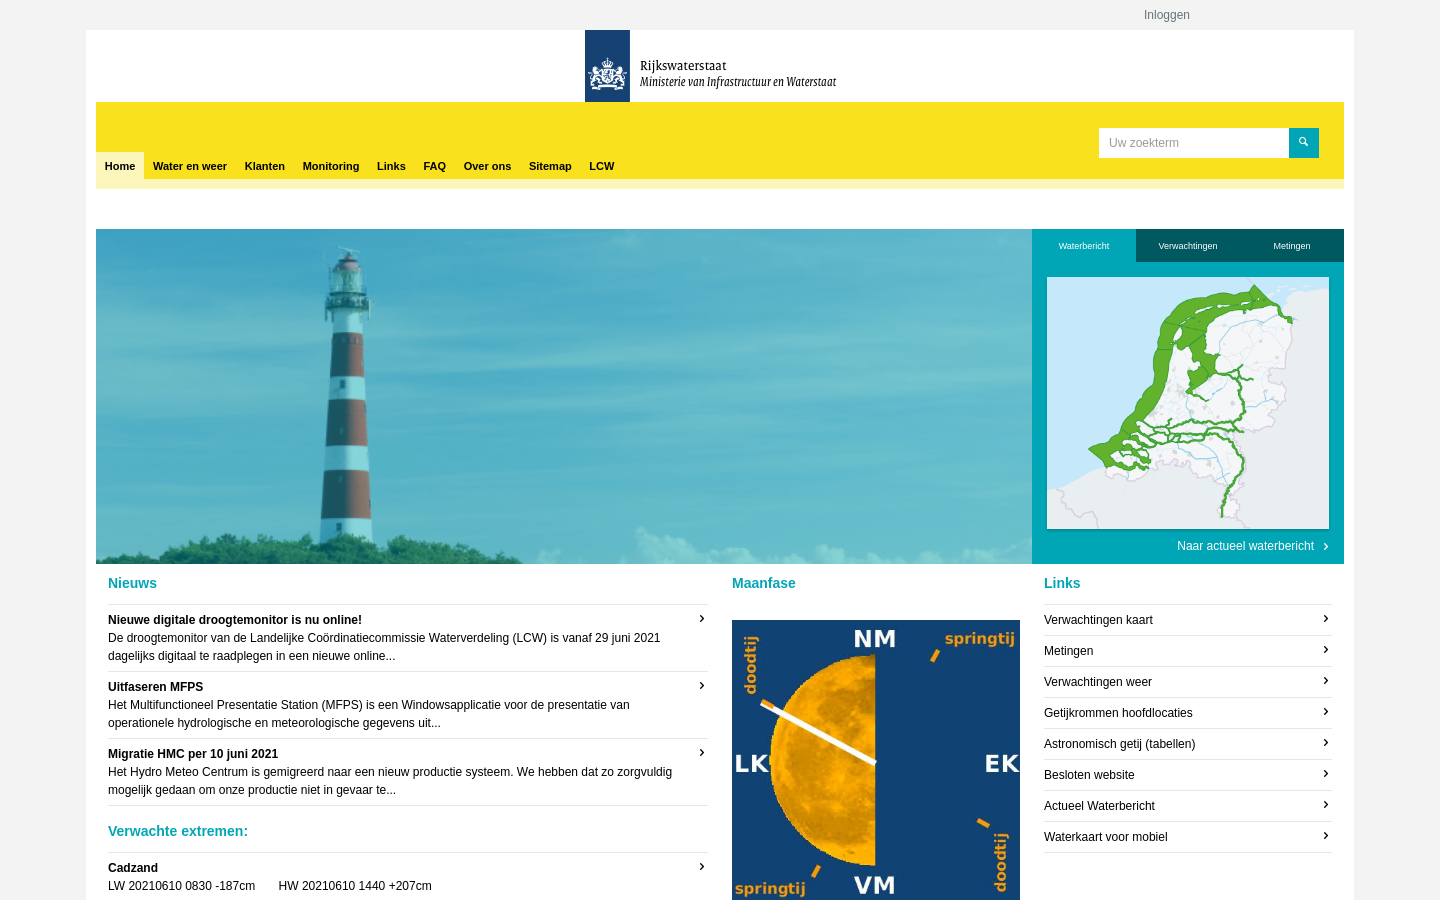 Inloggen
Rijkswaterstaat
Ministerie van Infrastructuur en Waterstaat
Uw zoekterm
Home Water en weer Klanten Monitoring Links FAQ Over ons Sitemap LCW
Waterbericht Verwachtingen Metingen
Naar actueel waterbericht
Nieuws
Nieuwe digitale droogtemonitor is nu online!
De droogtemonitor van de Landelijke Coördinatiecommissie Waterverdeling (LCW) is vanaf 29 juni 2021
dagelijks digitaal te raadplegen in een nieuwe online...
Uitfaseren MFPS
Het Multifunctioneel Presentatie Station (MFPS) is een Windowsapplicatie voor de presentatie van
operationele hydrologische en meteorologische gegevens uit...
Migratie HMC per 10 juni 2021
Het Hydro Meteo Centrum is gemigreerd naar een nieuw productie systeem. We hebben dat zo zorgvuldig
mogelijk gedaan om onze productie niet in gevaar te...
Verwachte extremen:
Cadzand
LW 20210610 0830 -187cm HW 20210610 1440 +207cm
Maanfase
NM
springtij
doodtij
LK
EK
doodtij
springtij
VM
Links
Verwachtingen kaart
Metingen
Verwachtingen weer
Getijkrommen hoofdlocaties
Astronomisch getij (tabellen)
Besloten website
Actueel Waterbericht
Waterkaart voor mobiel